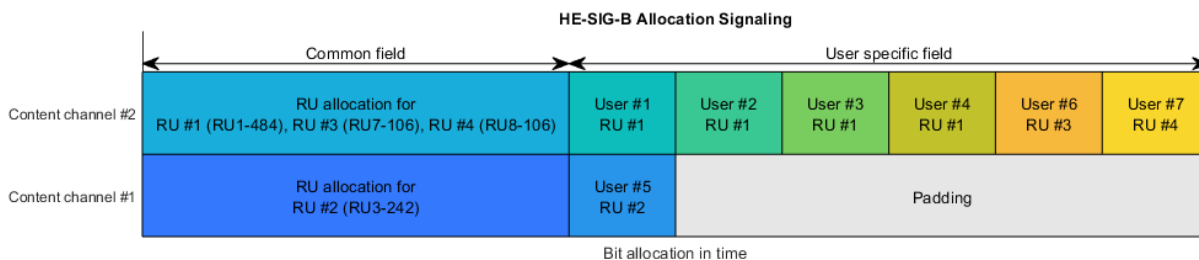 HE-SIG-B Allocation Signaling
Common field
User specific field
Content channel #2
RU allocation for
RU #1 (RU1-484), RU #3 (RU7-106), RU #4 (RU8-106)
User #1
RU #1
User #2
RU #1
User #3
RU #1
User #4
RU #1
User #6
RU #3
User #7
RU #4
Content channel #1
RU allocation for
RU #2 (RU3-242)
User #5
RU #2
Padding
Bit allocation in time